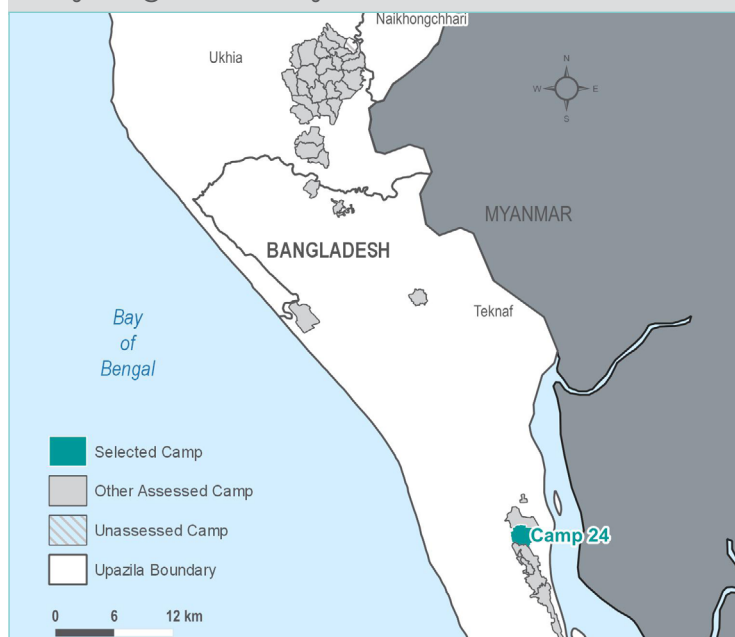 Naikhongchhari
Ukhia
N
W
E
S
MYANMAR
BANGLADESH
Teknaf
Bay
of
Bengal
Selected Camp
Other Assessed Camp
Unassessed Camp
Upazila Boundary
Camp 24
0 6 12 km